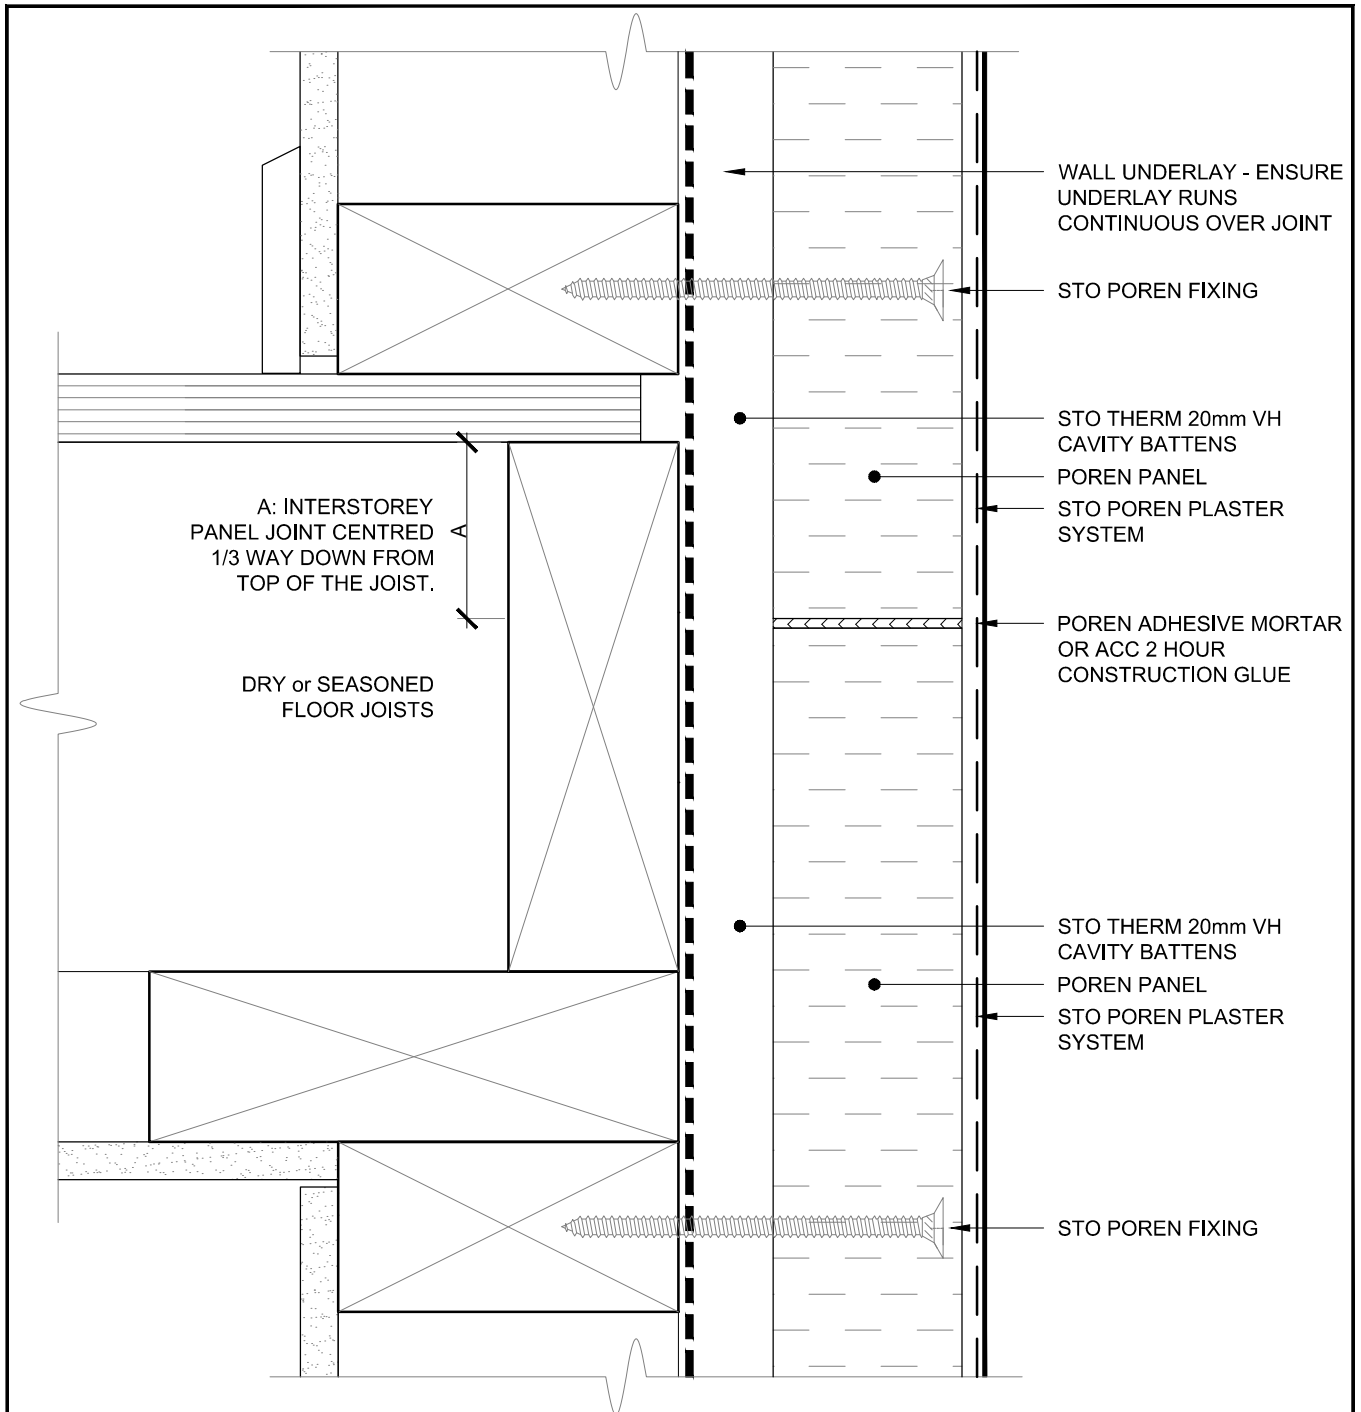 WALL UNDERLAY - ENSURE
UNDERLAY RUNS
CONTINUOUS OVER JOINT
STO POREN FIXING
STO THERM 20mm VH
CAVITY BATTENS
POREN PANEL
STO POREN PLASTER
SYSTEM
A: INTERSTOREY
PANEL JOINT CENTRED
1/3 WAY DOWN FROM
TOP OF THE JOIST.
A
POREN ADHESIVE MORTAR
OR ACC 2 HOUR
CONSTRUCTION GLUE
DRY or SEASONED
FLOOR JOISTS
STO THERM 20mm VH
CAVITY BATTENS
POREN PANEL
STO POREN PLASTER
SYSTEM
STO POREN FIXING